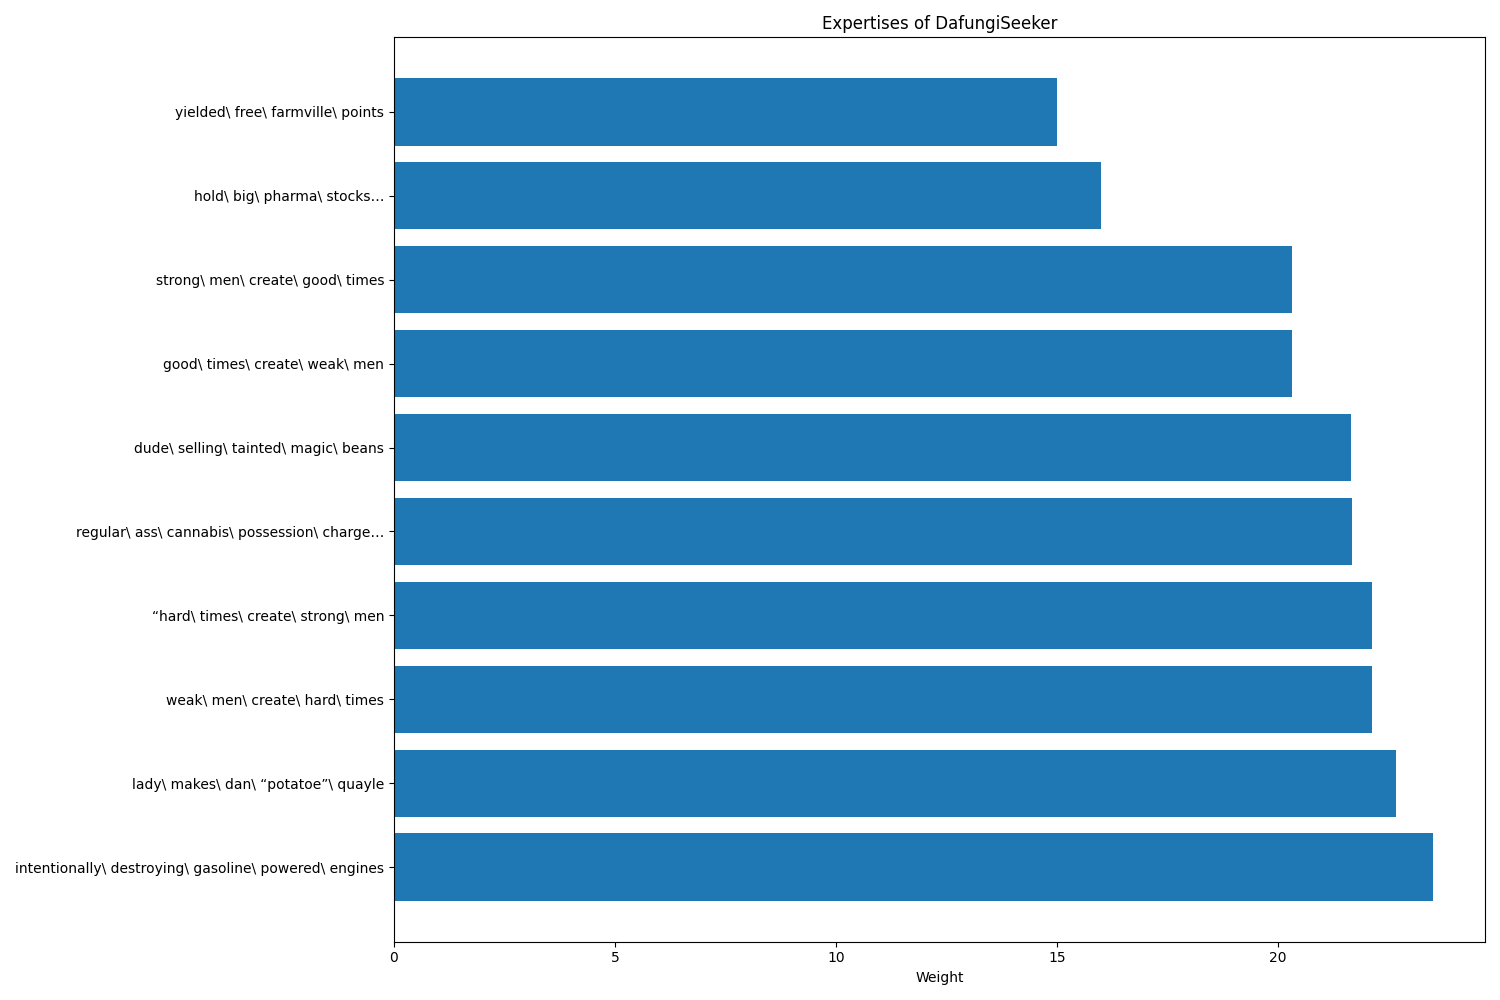 Expertises of DafungiSeeker
yielded\ free\ farmville\ points
hold\ big\ pharma\ stocks…
strong\ men\ create\ good\ times
good\ times\ create\ weak\ men
dude\ selling\ tainted\ magic\ beans
regular\ ass\ cannabis\ possession\ charge…
“hard\ times\ create\ strong\ men
weak\ men\ create\ hard\ times
lady\ makes\ dan\ “potatoe”\ quayle
intentionally\ destroying\ gasoline\ powered\ engines
0 5 10 15 20
Weight